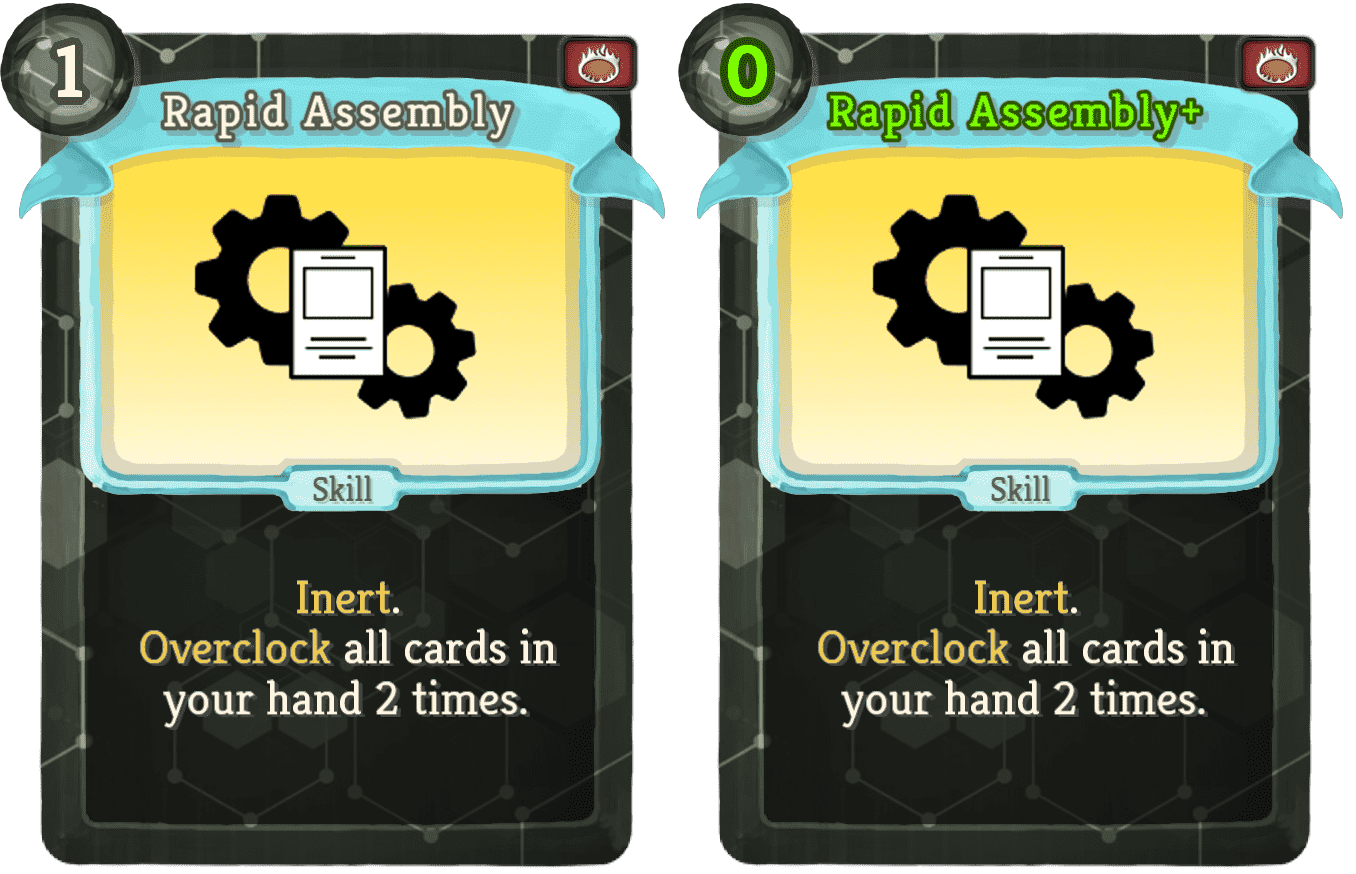 1
Rapid Assembly
Skill
Inert.
Overclock all cards in
your hand 2 times.
0
Rapid Assembly+
Skill
Inert.
Overclock all cards in
your hand 2 times.